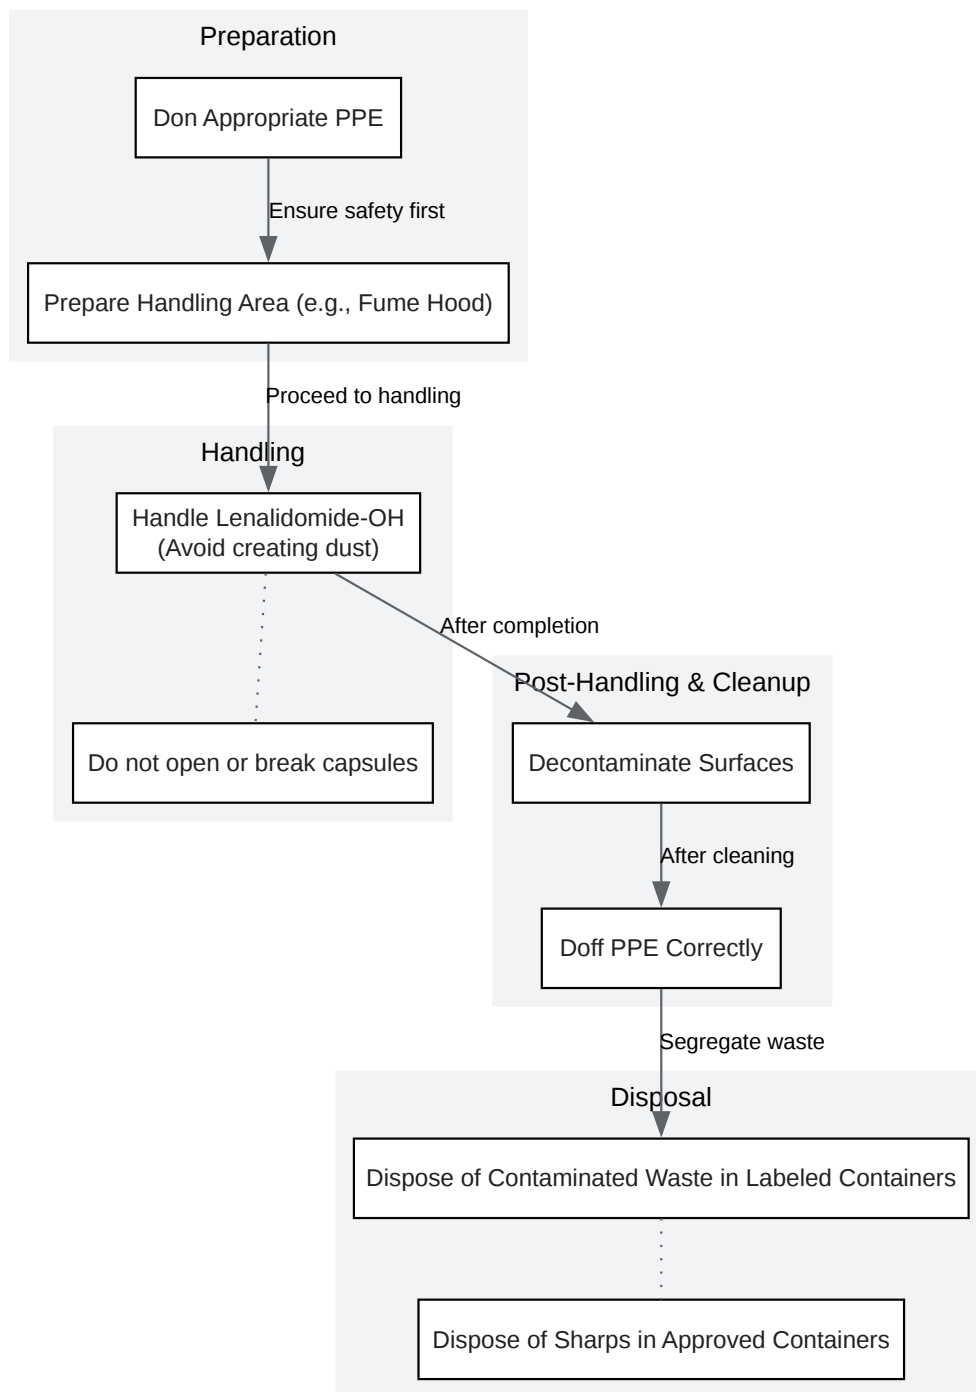 Preparation
Don Appropriate PPE
Ensure safety first
Prepare Handling Area (e.g., Fume Hood)
Proceed to handling
Handling
Handle Lenalidomide-OH
(Avoid creating dust)
After completion
Post-Handling & Cleanup
Do not open or break capsules
Decontaminate Surfaces
After cleaning
Doff PPE Correctly
Segregate waste
Disposal
Dispose of Contaminated Waste in Labeled Containers
Dispose of Sharps in Approved Containers